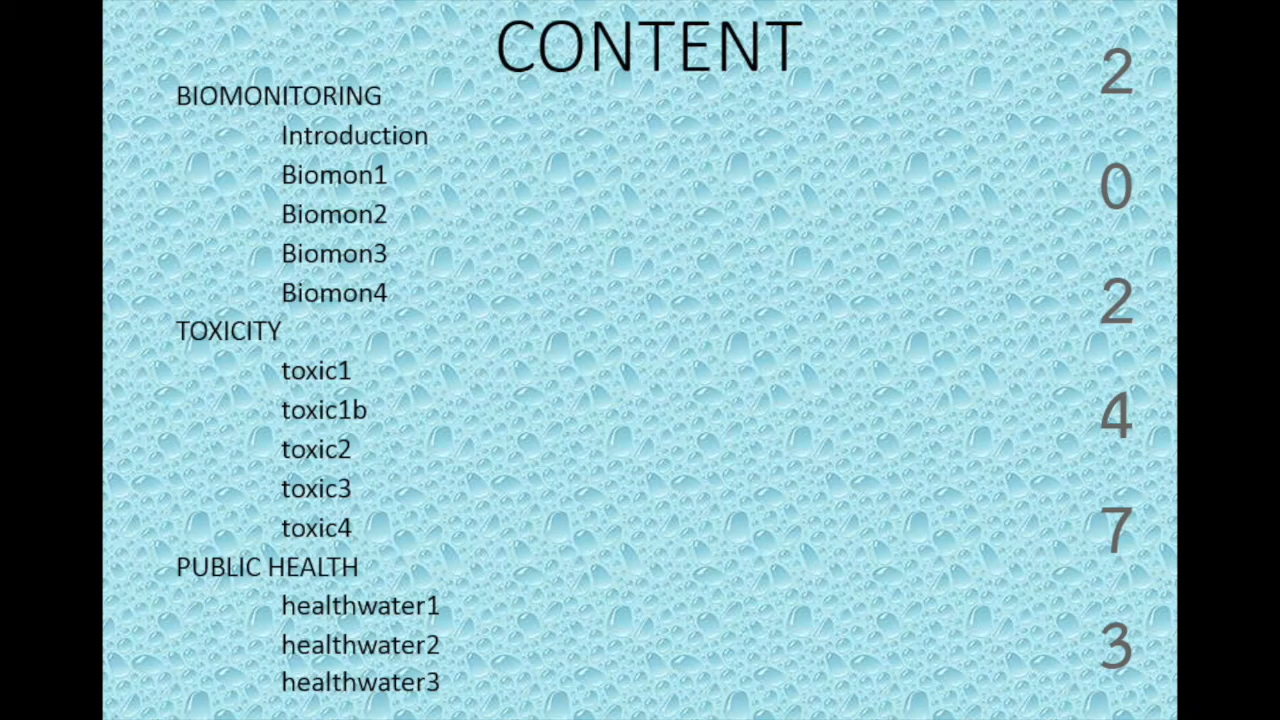 CONTENT
BIOMONITORING
Introduction
Biomon1
Biomon2
Biomon3
Biomon4
TOXICITY
toxic1
toxic1b
toxic2
toxic3
toxic4
PUBLIC HEALTH
healthwater1
healthwater2
healthwater3
2
0
2
4
7
3